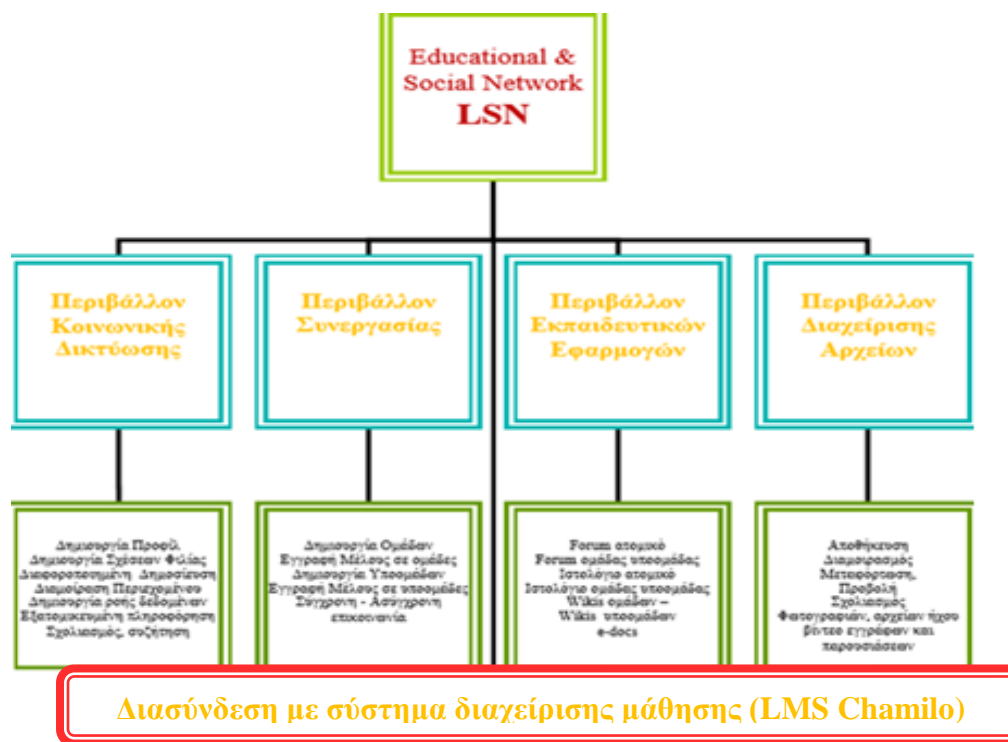 Educational &
Social Network
LSN
Περιβάλλον
Κοινωνικής
Δικτύωσης
Περιβάλλον
Συνεργασίας
Περιβάλλον
Εκπαιδευτικών
Εφαρμογών
Περιβάλλον
Διαχείρισης
Αρχείων
Δημιουργία Προφίλ
Δημιουργία Σχέσεων Φιλίας
Διαφοροποιημένη Δημοσίευση
Διαμοίραση Περιεχομένου
Δημιουργία ροής δεδομένων
Εξατομικευμένη πληροφόρηση
Σχολιασμός, συζήτηση
Δημιουργία Ομάδων
Εγγραφή Μέλους σε ομάδες
Δημιουργία Υποομάδων
Εγγραφή Μέλους σε υποομάδες
Σύγχρονη - Ασύγχρονη
επικοινωνία
Forum ατομικό
Forum ομάδας υποομάδας
Ιστολόγιο ατομικό
Ιστολόγιο ομάδας υποομάδας
Wikis ομάδων –
Wikis υποομάδων
e-docs
Αποθήκευση
Διαμοιρασμός
Μεταφόρτωση,
Προβολή
Σχολιασμός
Φωτογραφιών, αρχείων ήχου
βίντεο εγγράφων και
παρουσιάσεων
Διασύνδεση με σύστημα διαχείρισης μάθησης (LMS Chamilo)